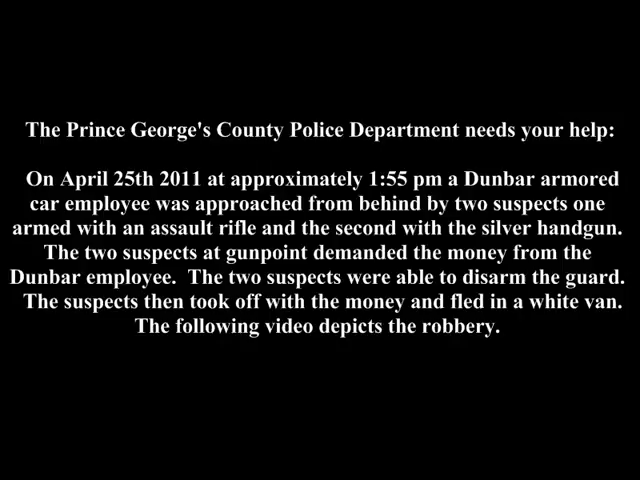 The Prince George's County Police Department needs your help:
On April 25th 2011 at approximately 1:55 pm a Dunbar armored
car employee was approached from behind by two suspects one
armed with an assault rifle and the second with the silver handgun.
The two suspects at gunpoint demanded the money from the
Dunbar employee.  The two suspects were able to disarm the guard.
The suspects then took off with the money and fled in a white van.
The following video depicts the robbery.